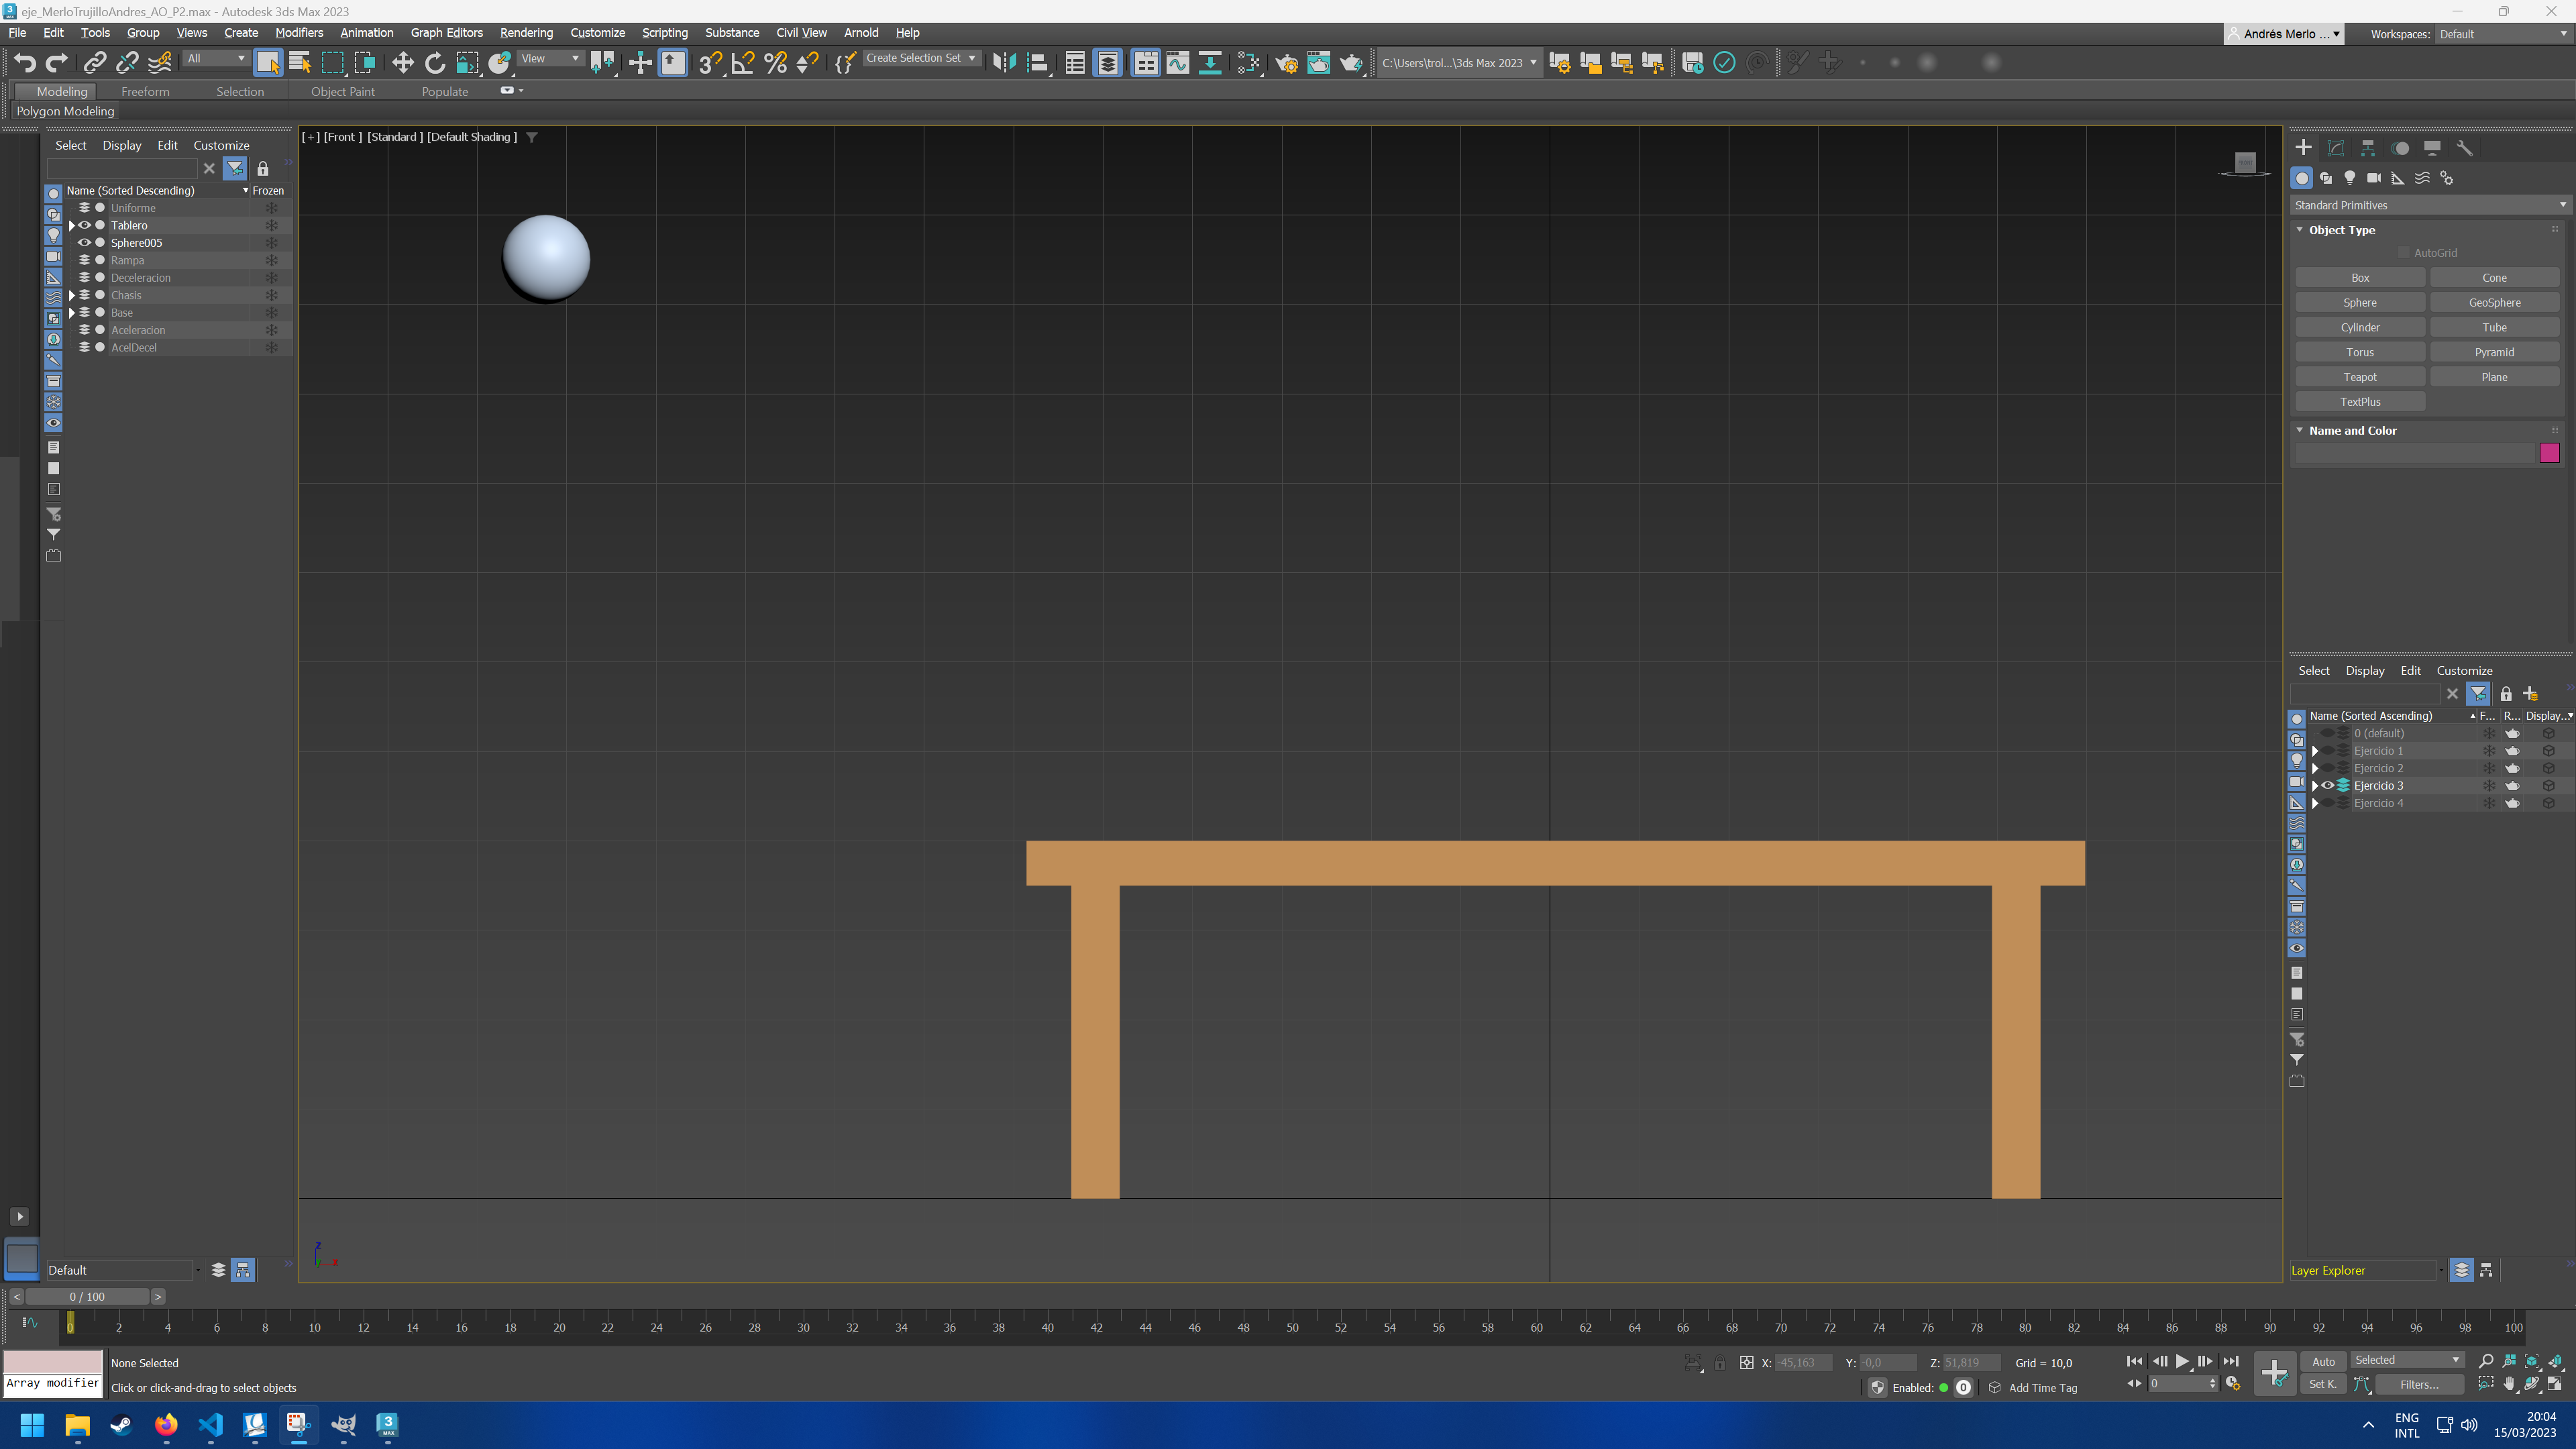 eje_MerloTrujilloAndres_AO_P2.max - Autodesk 3ds Max 2023
File Edit Tools Group Views Create Modifiers Animation Graph Editors Rendering Customize Scripting Substance Civil View Arnold Help
Andrés Merlo ... Workspaces: Default
All View Create Selection Set C:\Users\trol...\3ds Max 2023
Modeling Freeform Selection Object Paint Populate
Polygon Modeling
Select Display Edit Customize
Name (Sorted Descending) Frozen
Uniforme
Tablero
Sphere005
Rampa
Deceleracion
Chasis
Base
Aceleracion
AcelDecel
Default
[+] [Front ] [Standard ] [Default Shading ]
z
x
Standard Primitives
Object Type
AutoGrid
Box Cone
Sphere GeoSphere
Cylinder Tube
Torus Pyramid
Teapot Plane
TextPlus
Name and Color
Select Display Edit Customize
Name (Sorted Ascending) F... R... Display...
0 (default)
Ejercicio 1
Ejercicio 2
Ejercicio 3
Ejercicio 4
Layer Explorer
< 0 / 100 >
0 2 4 6 8 10 12 14 16 18 20 22 24 26 28 30 32 34 36 38 40 42 44 46 48 50 52 54 56 58 60 62 64 66 68 70 72 74 76 78 80 82 84 86 88 90 92 94 96 98 100
None Selected X: -45,163 Y: -0,0 Z: 51,819 Grid = 10,0 Auto Selected
Array modifier Click or click-and-drag to select objects Enabled: 0 Add Time Tag 0 Set K. Filters...
ENG
INTL
20:04
15/03/2023